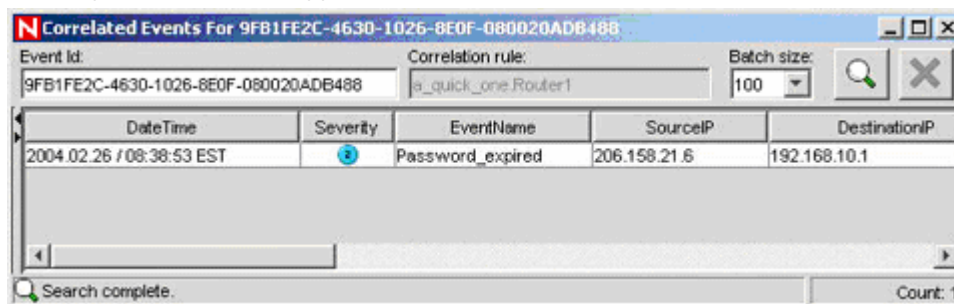 N Correlated Events For 9FB1FE2C-4630-1026-8E0F-080020ADB488
Event Id: Correlation rule: Batch size:
9FB1FE2C-4630-1026-8E0F-080020ADB488 a_quick_one.Router1 100
DateTime Severity EventName SourceIP DestinationIP
2004.02.26 / 08:38:53 EST 2 Password_expired 206.158.21.6 192.168.10.1
Search complete. Count: 1